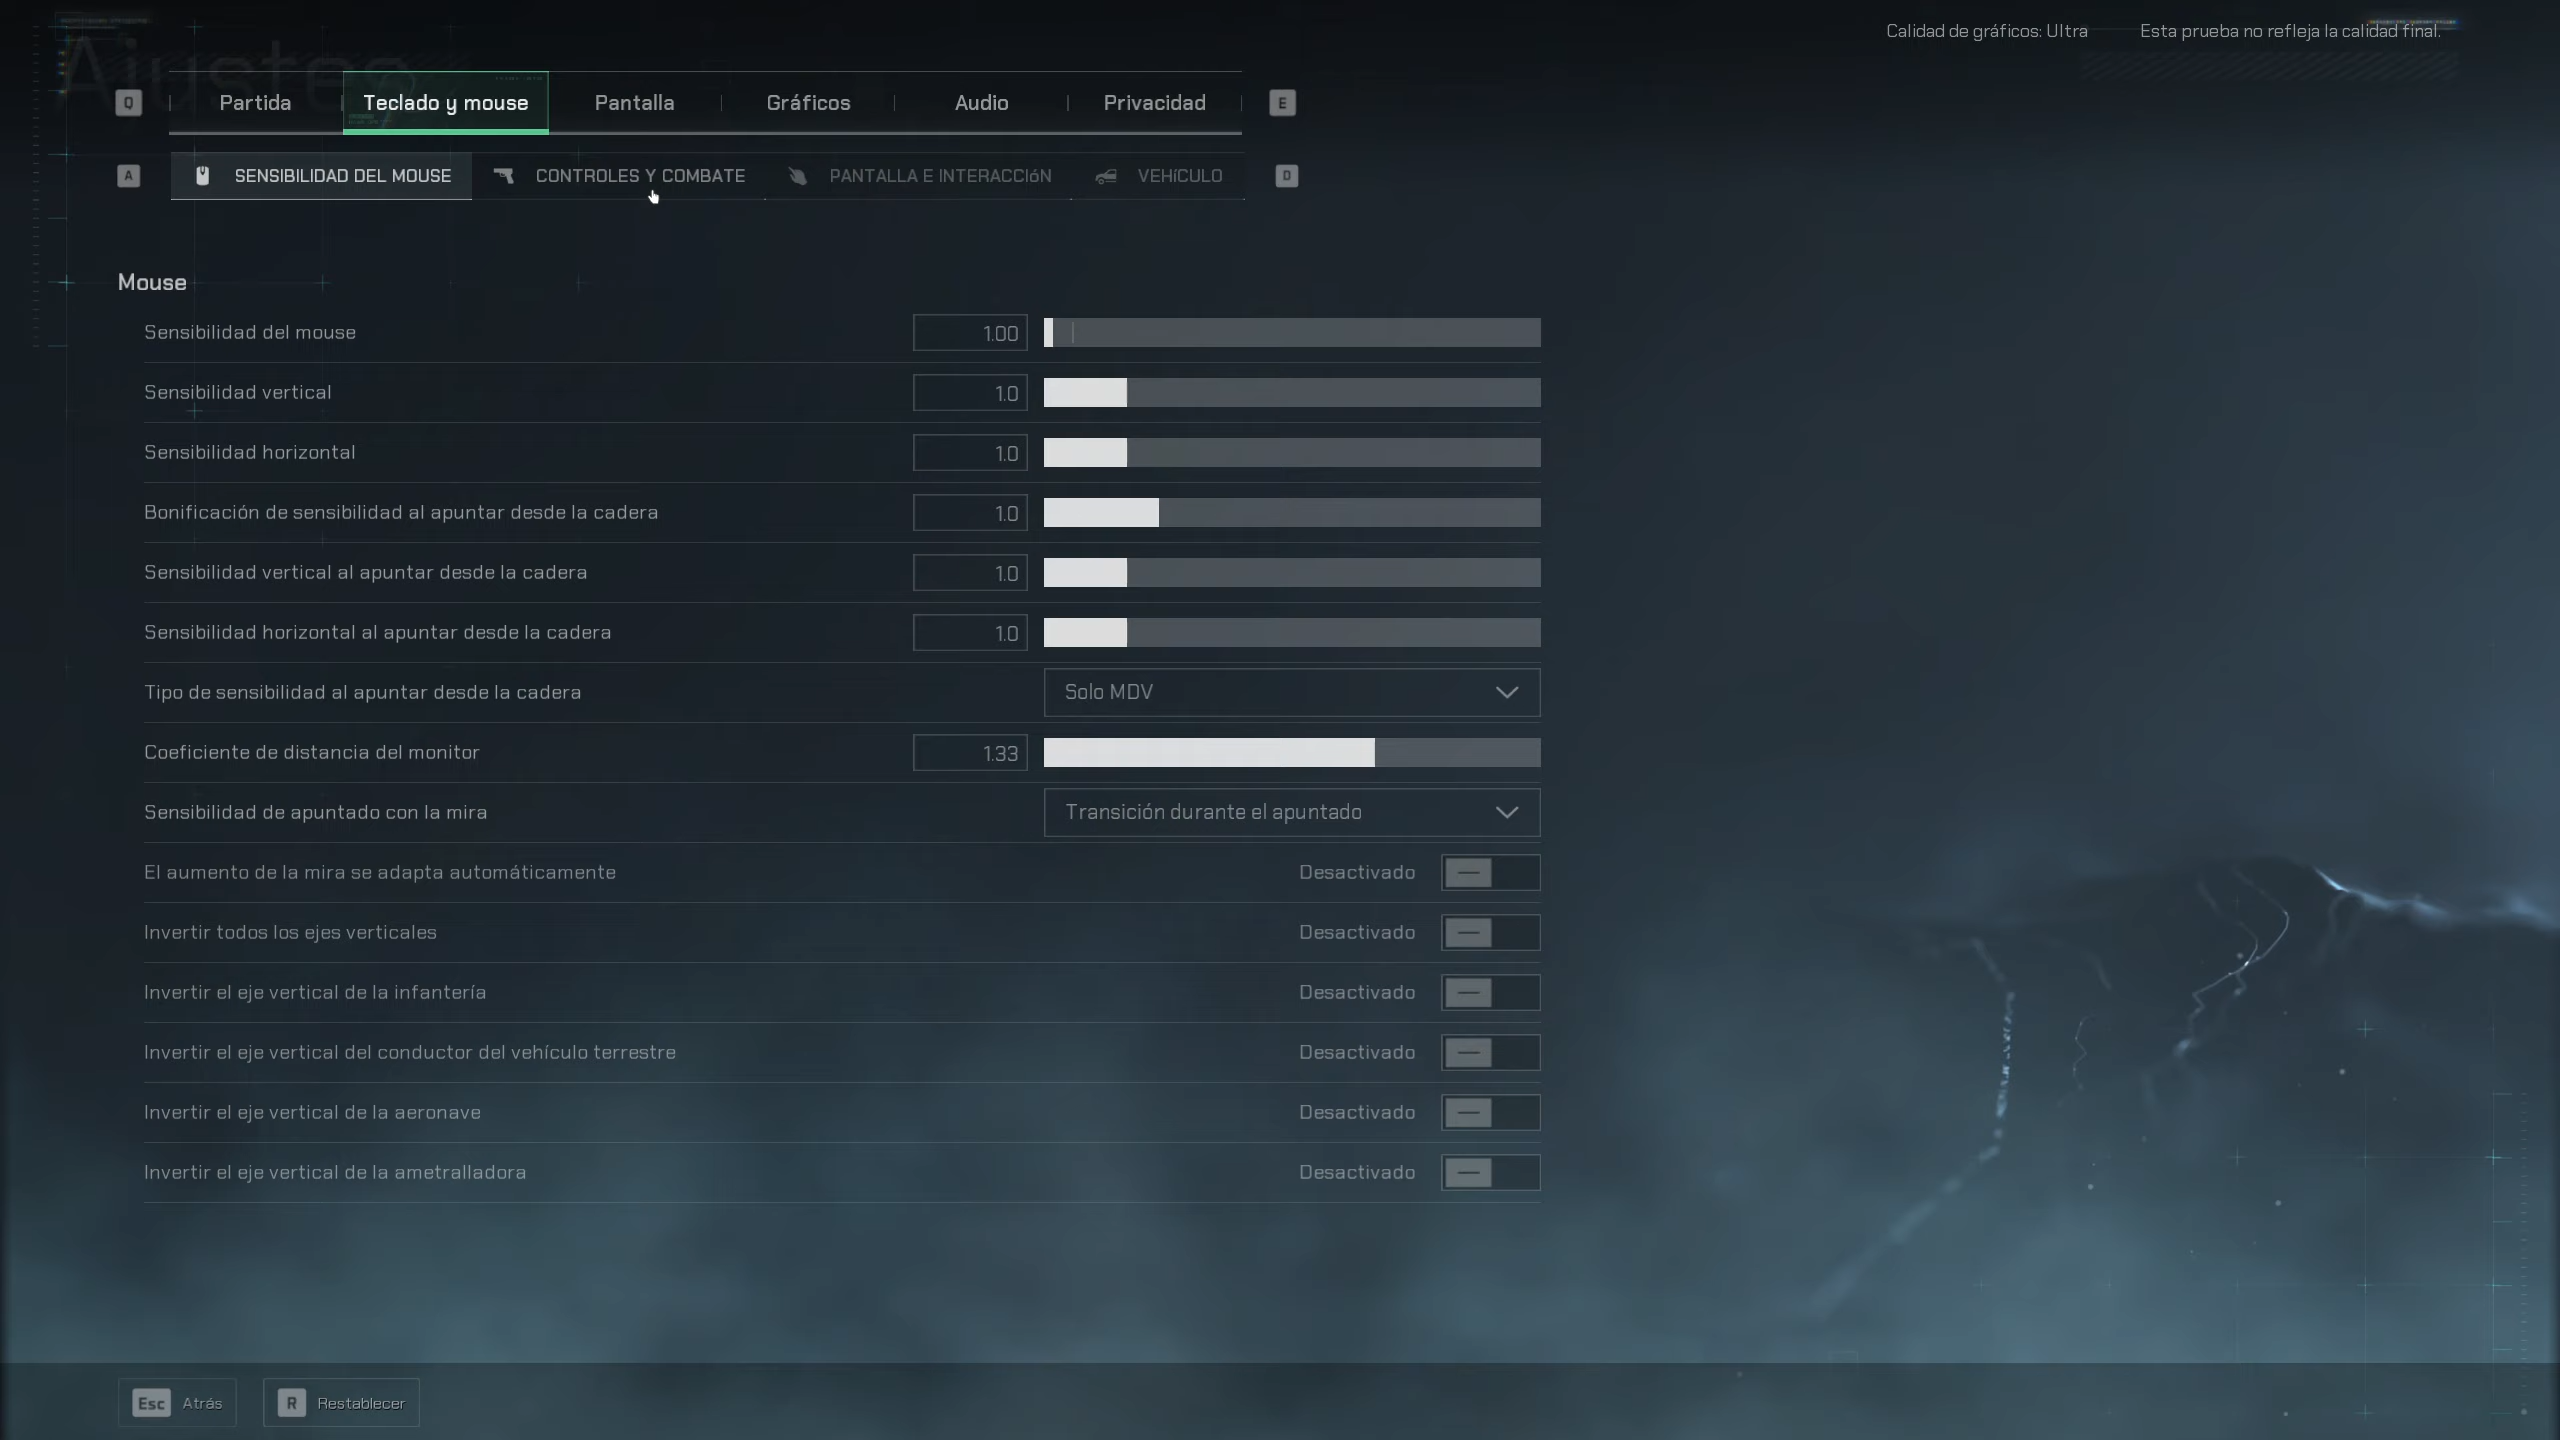 Ajustes
Calidad de gráficos: Ultra
Esta prueba no refleja la calidad final.
Q
Partida
Teclado y mouse
Pantalla
Gráficos
Audio
Privacidad
E
A
SENSIBILIDAD DEL MOUSE
CONTROLES Y COMBATE
PANTALLA E INTERACCIóN
VEHíCULO
D
Mouse
Sensibilidad del mouse 1.00
Sensibilidad vertical 1.0
Sensibilidad horizontal 1.0
Bonificación de sensibilidad al apuntar desde la cadera 1.0
Sensibilidad vertical al apuntar desde la cadera 1.0
Sensibilidad horizontal al apuntar desde la cadera 1.0
Tipo de sensibilidad al apuntar desde la cadera Solo MDV
Coeficiente de distancia del monitor 1.33
Sensibilidad de apuntado con la mira Transición durante el apuntado
El aumento de la mira se adapta automáticamente Desactivado
Invertir todos los ejes verticales Desactivado
Invertir el eje vertical de la infantería Desactivado
Invertir el eje vertical del conductor del vehículo terrestre Desactivado
Invertir el eje vertical de la aeronave Desactivado
Invertir el eje vertical de la ametralladora Desactivado
Esc Atrás
R Restablecer